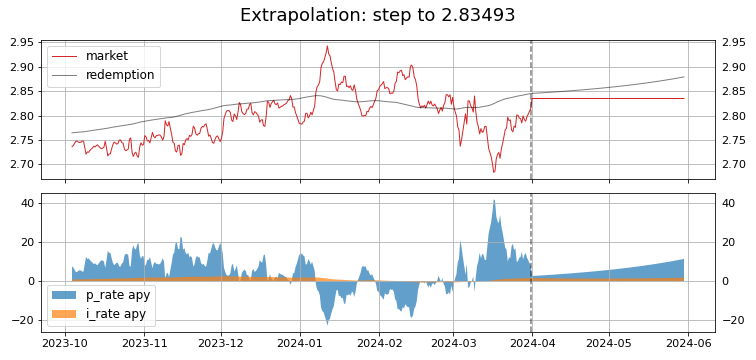 Extrapolation: step to 2.83493
2.95 2.95
market
2.90 2.90
redemption
2.85 2.85
2.80 2.80
2.75 2.75
2.70 2.70
40 40
20 20
0 0
p_rate apy
i_rate apy
−20 −20
2023-10 2023-11 2023-12 2024-01 2024-02 2024-03 2024-04 2024-05 2024-06